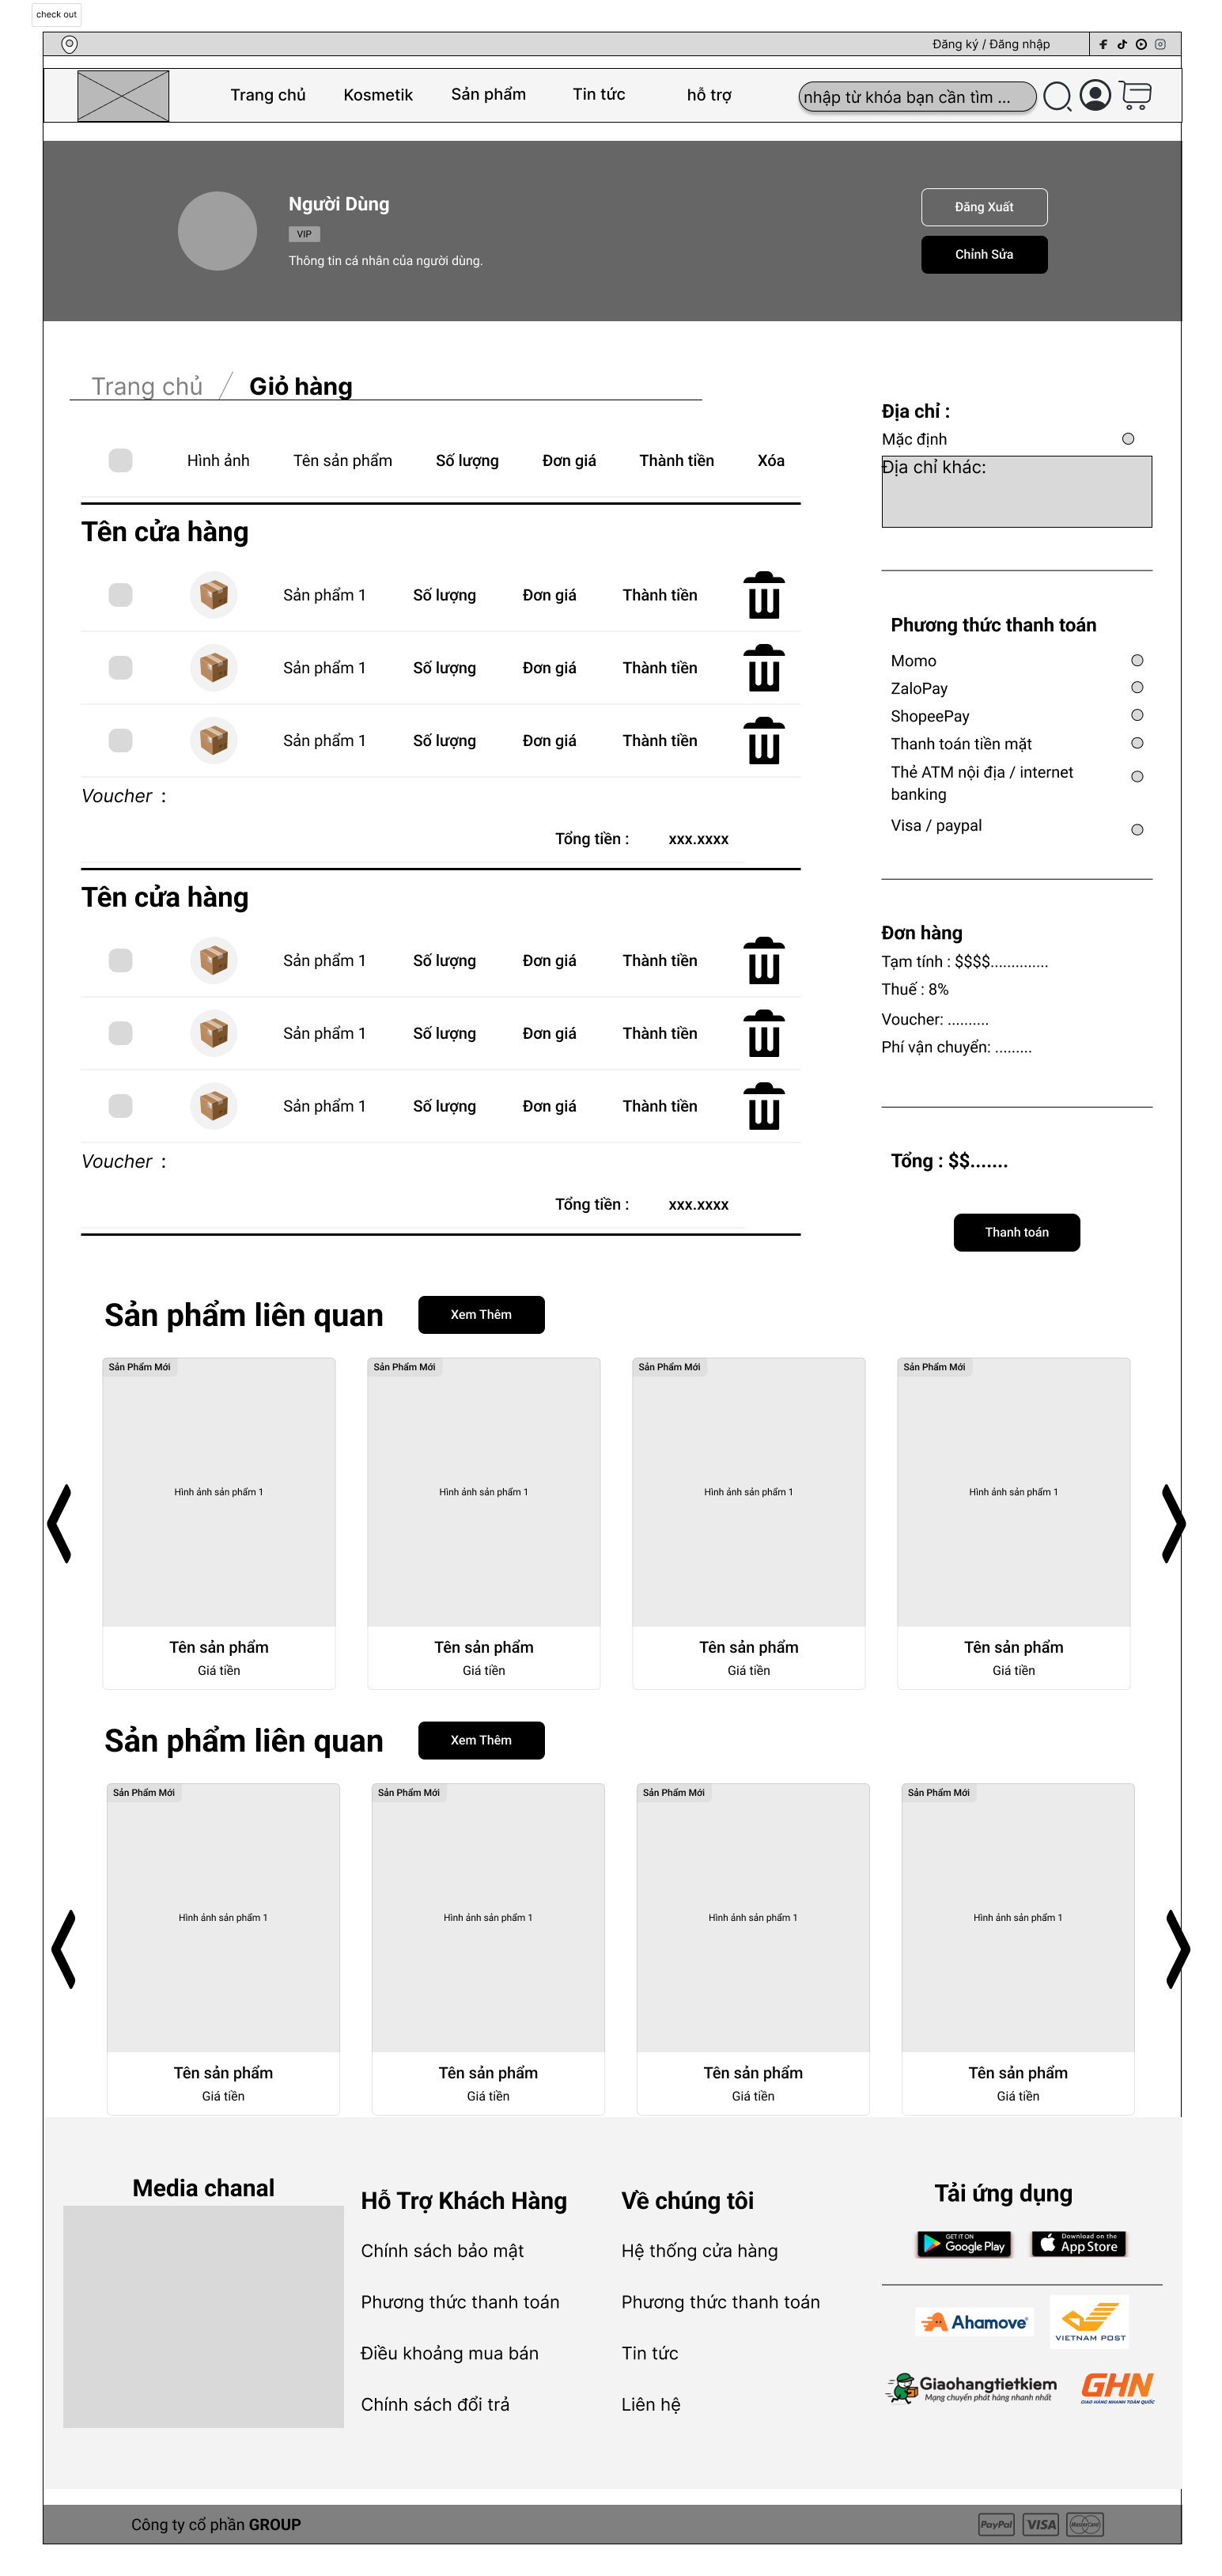 check out
Đăng ký / Đăng nhập
Trang chủ Kosmetik Sản phẩm Tin tức hỗ trợ nhập từ khóa bạn cần tìm ...
Người Dùng
VIP
Thông tin cá nhân của người dùng.
Đăng Xuất
Chỉnh Sửa
Trang chủ / Giỏ hàng
Hình ảnh Tên sản phẩm Số lượng Đơn giá Thành tiền Xóa
Tên cửa hàng
Sản phẩm 1 Số lượng Đơn giá Thành tiền
Sản phẩm 1 Số lượng Đơn giá Thành tiền
Sản phẩm 1 Số lượng Đơn giá Thành tiền
Voucher :
Tổng tiền : xxx.xxxx
Tên cửa hàng
Sản phẩm 1 Số lượng Đơn giá Thành tiền
Sản phẩm 1 Số lượng Đơn giá Thành tiền
Sản phẩm 1 Số lượng Đơn giá Thành tiền
Voucher :
Tổng tiền : xxx.xxxx
Địa chỉ :
Mặc định
Địa chỉ khác:
Phương thức thanh toán
Momo
ZaloPay
ShopeePay
Thanh toán tiền mặt
Thẻ ATM nội địa / internet
banking
Visa / paypal
Đơn hàng
Tạm tính : $$$$..............
Thuế : 8%
Voucher: ..........
Phí vận chuyển: .........
Tổng : $$.......
Thanh toán
Sản phẩm liên quan Xem Thêm
Sản Phẩm Mới Sản Phẩm Mới Sản Phẩm Mới Sản Phẩm Mới
Hình ảnh sản phẩm 1 Hình ảnh sản phẩm 1 Hình ảnh sản phẩm 1 Hình ảnh sản phẩm 1
Tên sản phẩm Tên sản phẩm Tên sản phẩm Tên sản phẩm
Giá tiền Giá tiền Giá tiền Giá tiền
Sản phẩm liên quan Xem Thêm
Sản Phẩm Mới Sản Phẩm Mới Sản Phẩm Mới Sản Phẩm Mới
Hình ảnh sản phẩm 1 Hình ảnh sản phẩm 1 Hình ảnh sản phẩm 1 Hình ảnh sản phẩm 1
Tên sản phẩm Tên sản phẩm Tên sản phẩm Tên sản phẩm
Giá tiền Giá tiền Giá tiền Giá tiền
Media chanal
Hỗ Trợ Khách Hàng
Chính sách bảo mật
Phương thức thanh toán
Điều khoảng mua bán
Chính sách đổi trả
Về chúng tôi
Hệ thống cửa hàng
Phương thức thanh toán
Tin tức
Liên hệ
Tải ứng dụng
GET IT ON
Google Play
Download on the
App Store
Ahamove
VIETNAM POST
Giaohangtietkiem
Mạng chuyển phát hàng nhanh nhất
GHN
GIAO HÀNG NHANH TOÀN QUỐC
Công ty cổ phần GROUP
PayPal VISA MasterCard